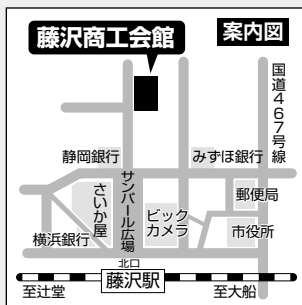 案内図
藤沢商工会館
国道467号線
静岡銀行
みずほ銀行
さいか屋
サンパール広場
ビック
カメラ
郵便局
市役所
横浜銀行
北口
藤沢駅
至辻堂
至大船